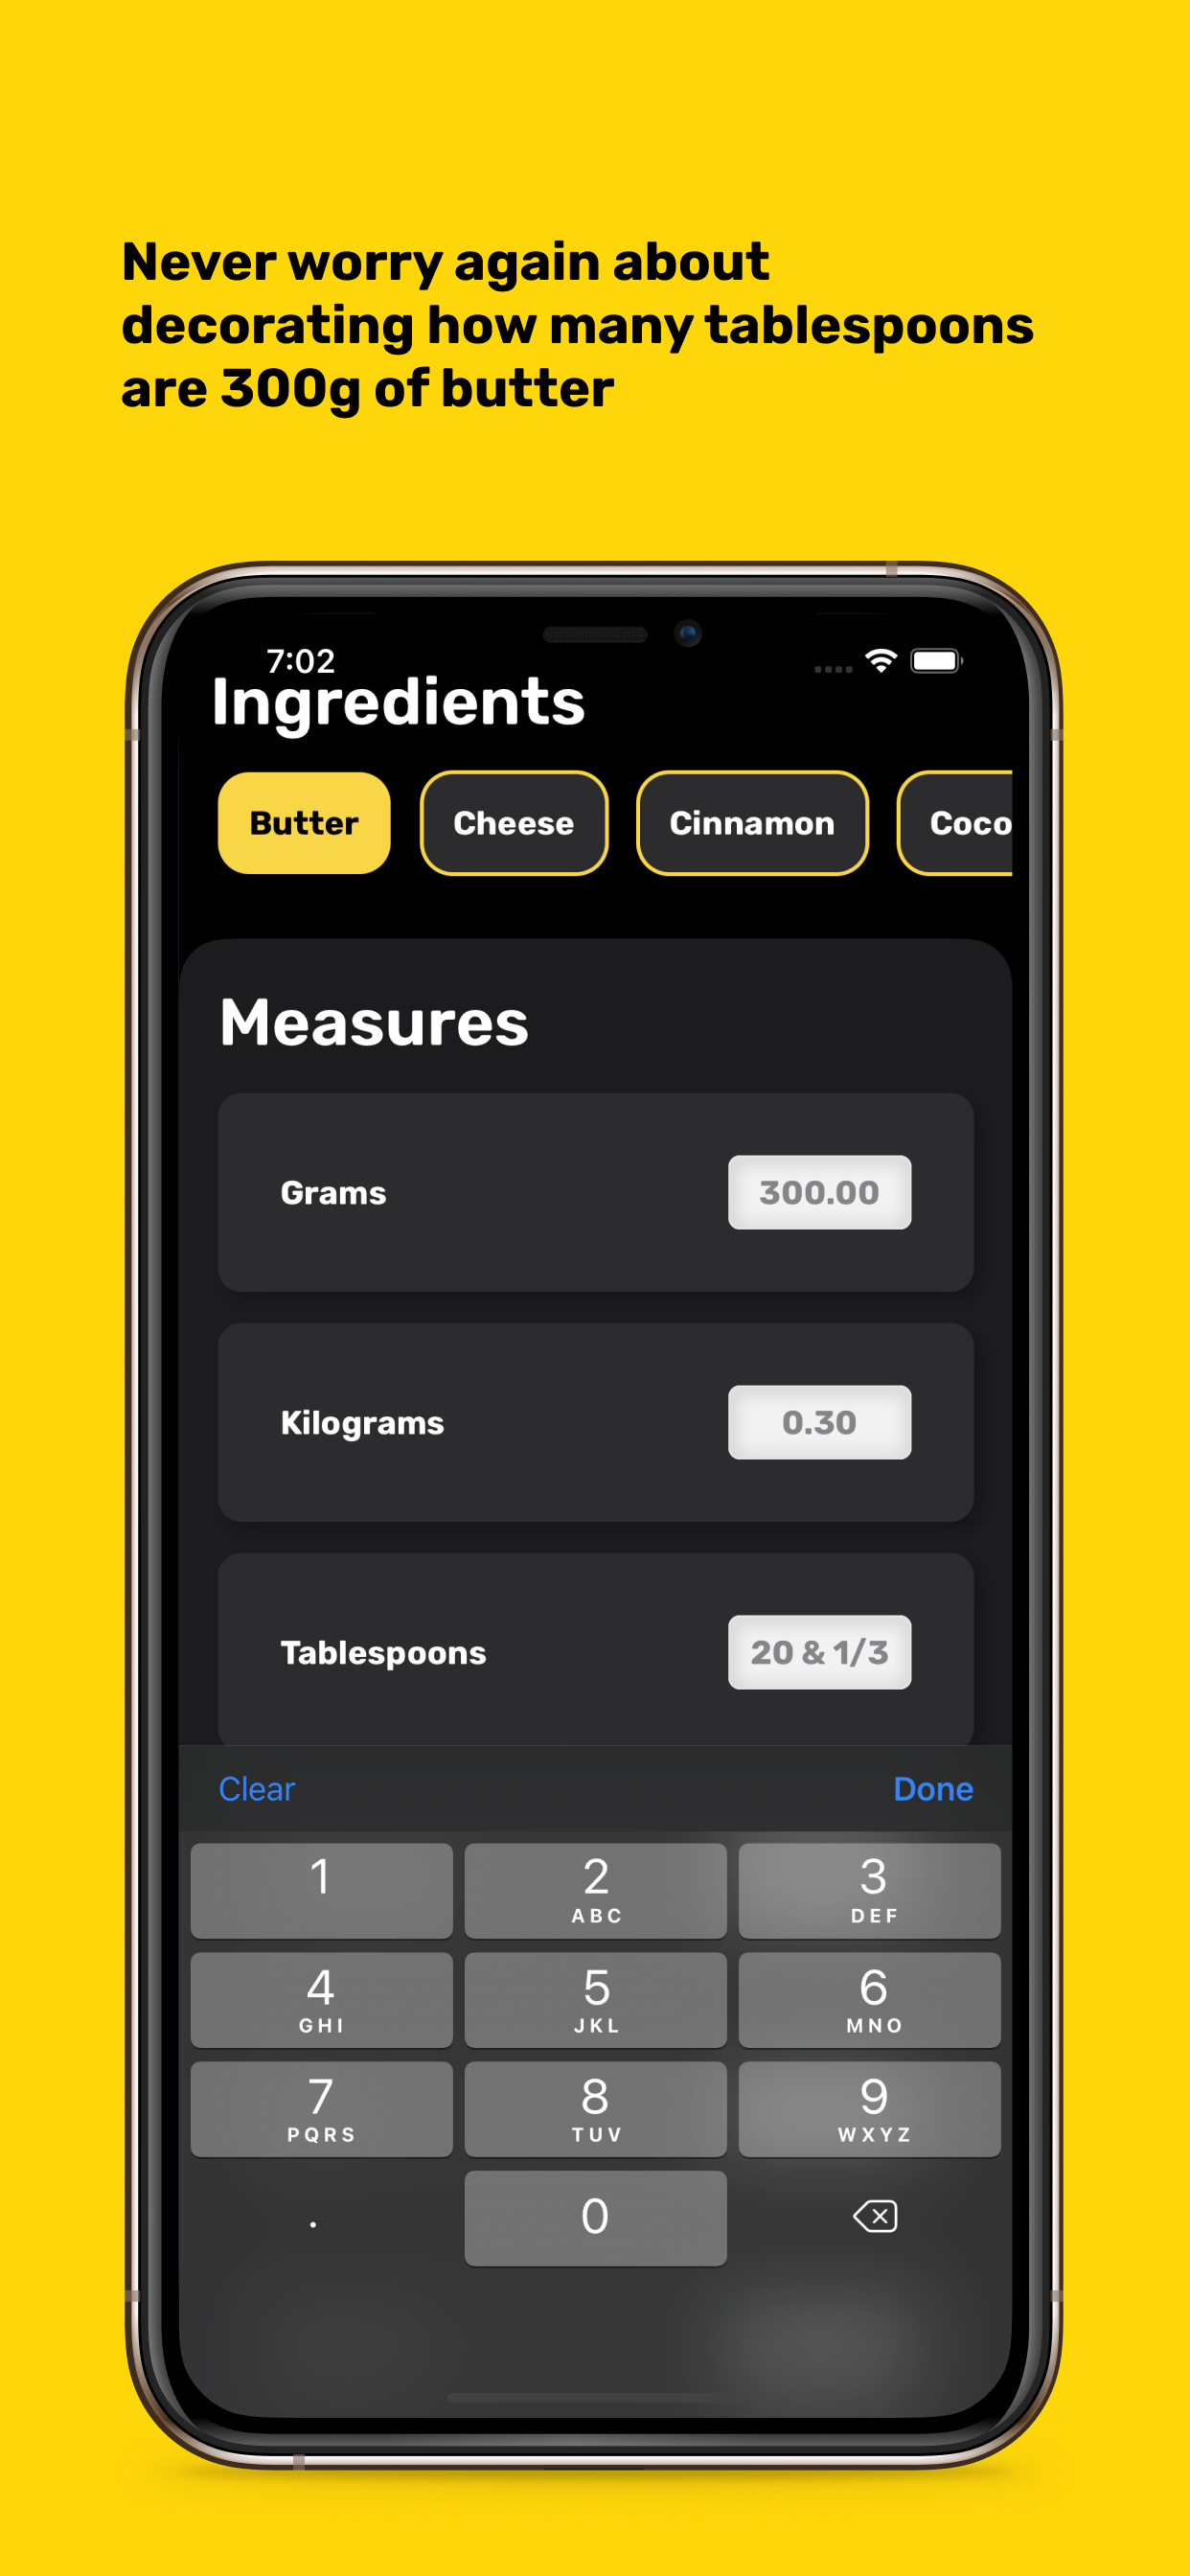 Never worry again about
decorating how many tablespoons
are 300g of butter
7:02
Ingredients
Butter Cheese Cinnamon Coco
Measures
Grams 300.00
Kilograms 0.30
Tablespoons 20 & 1/3
Clear Done
1 2 3
ABC DEF
4 5 6
GHI JKL MNO
7 8 9
PQRS TUV WXYZ
. 0